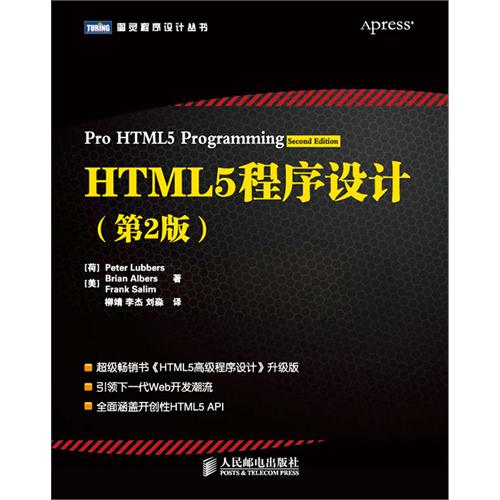 TURING 图灵程序设计丛书
Apress®
Pro HTML5 Programming Second Edition
HTML5程序设计
（第2版）
[荷] Peter Lubbers
[美] Brian Albers 著
Frank Salim
柳靖 李杰 刘淼 译
超级畅销书《HTML5高级程序设计》升级版
引领下一代Web开发潮流
全面涵盖开创性HTML5 API
人民邮电出版社
POSTS & TELECOM PRESS